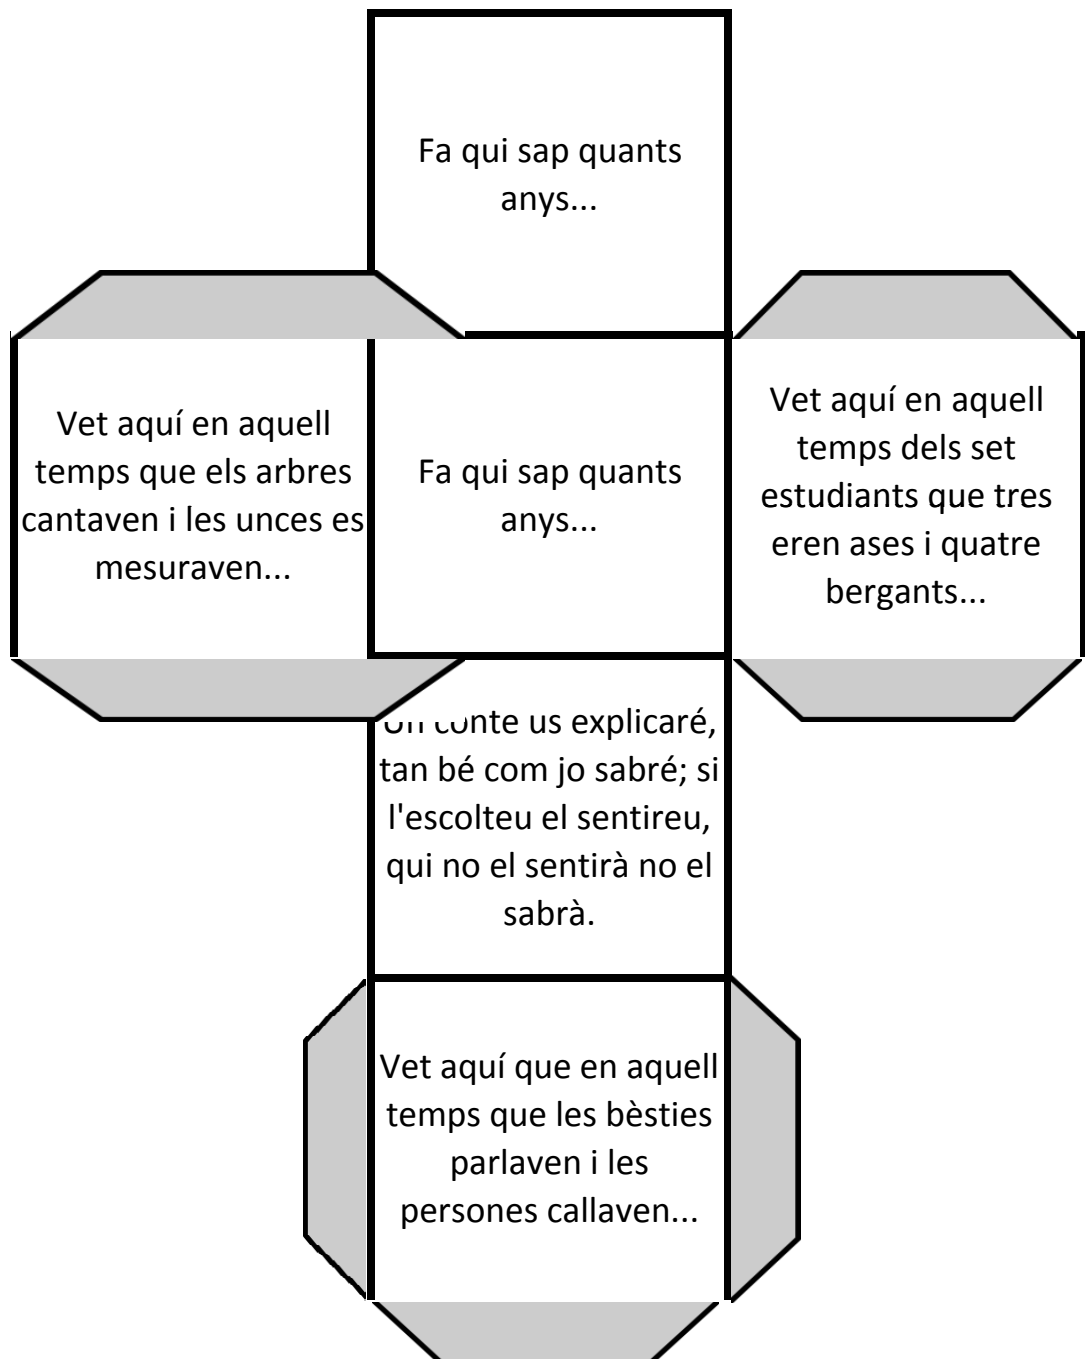 Fa qui sap quants
anys...
Vet aquí en aquell
temps que els arbres
cantaven i les unces es
mesuraven...
Fa qui sap quants
anys...
Vet aquí en aquell
temps dels set
estudiants que tres
eren ases i quatre
bergants...
Un conte us explicaré,
tan bé com jo sabré; si
l'escolteu el sentireu,
qui no el sentirà no el
sabrà.
Vet aquí que en aquell
temps que les bèsties
parlaven i les
persones callaven...